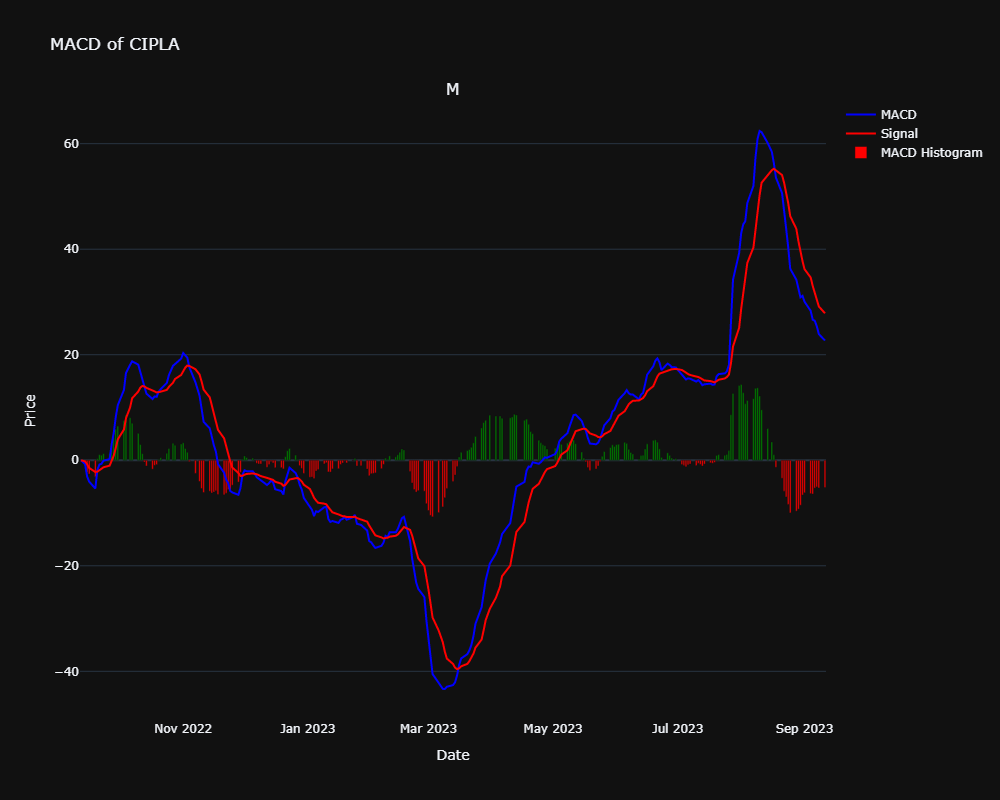 MACD of CIPLA
M
MACD
Signal
MACD Histogram
60
40
20
0
−20
−40
Price
Nov 2022
Jan 2023
Mar 2023
May 2023
Jul 2023
Sep 2023
Date